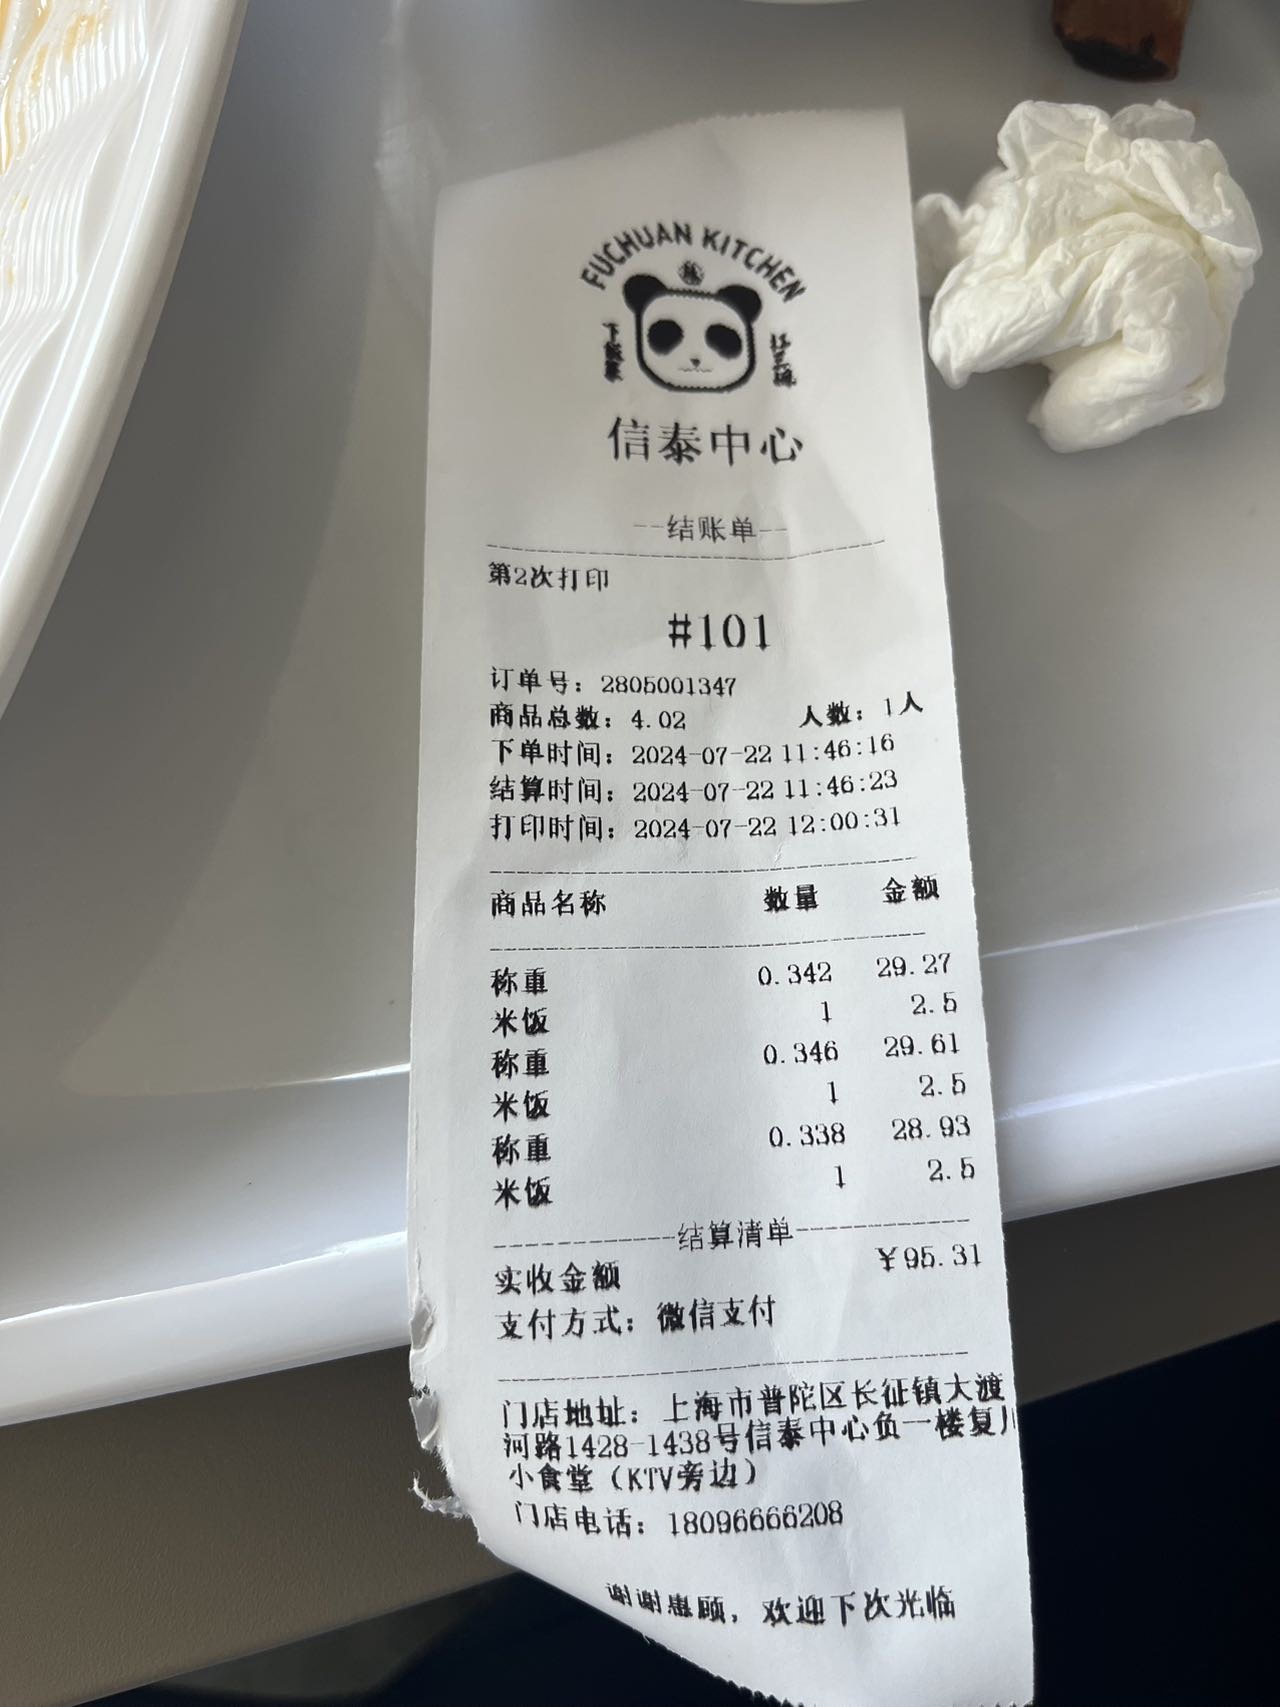 FUCHUAN KITCHEN
信泰中心
--结账单--
第2次打印
#101
订单号：2805001347
商品总数：4.02 人数：1人
下单时间：2024-07-22 11:46:16
结算时间：2024-07-22 11:46:23
打印时间：2024-07-22 12:00:31
商品名称 数量 金额
称重 0.342 29.27
米饭 1 2.5
称重 0.346 29.61
米饭 1 2.5
称重 0.338 28.93
米饭 1 2.5
结算清单
实收金额 ￥95.31
支付方式：微信支付
门店地址：上海市普陀区长征镇大渡
河路1428-1438号信泰中心负一楼复川
小食堂（KTV旁边）
门店电话：18096666208
谢谢惠顾，欢迎下次光临